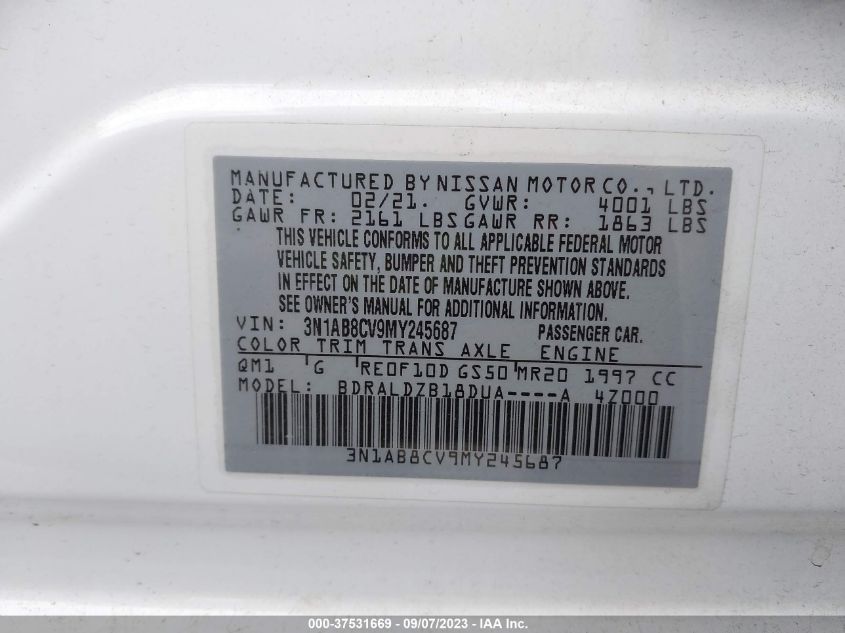 MANUFACTURED BY NISSAN MOTOR CO., LTD.
DATE: 02/21. GVWR: 4001 LBS
GAWR FR: 2161 LBS GAWR RR: 1863 LBS
THIS VEHICLE CONFORMS TO ALL APPLICABLE FEDERAL MOTOR
VEHICLE SAFETY, BUMPER AND THEFT PREVENTION STANDARDS
IN EFFECT ON THE DATE OF MANUFACTURE SHOWN ABOVE.
SEE OWNER'S MANUAL FOR ADDITIONAL INFORMATION.
VIN: 3N1AB8CV9MY245687 PASSENGER CAR.
COLOR TRIM TRANS AXLE ENGINE
QM1 G RE0F10D GS50 MR20 1997 CC
MODEL: BDRALDZB18DUA----A 4Z000
3N1AB8CV9MY245687
000-37531669 - 09/07/2023 - IAA Inc.